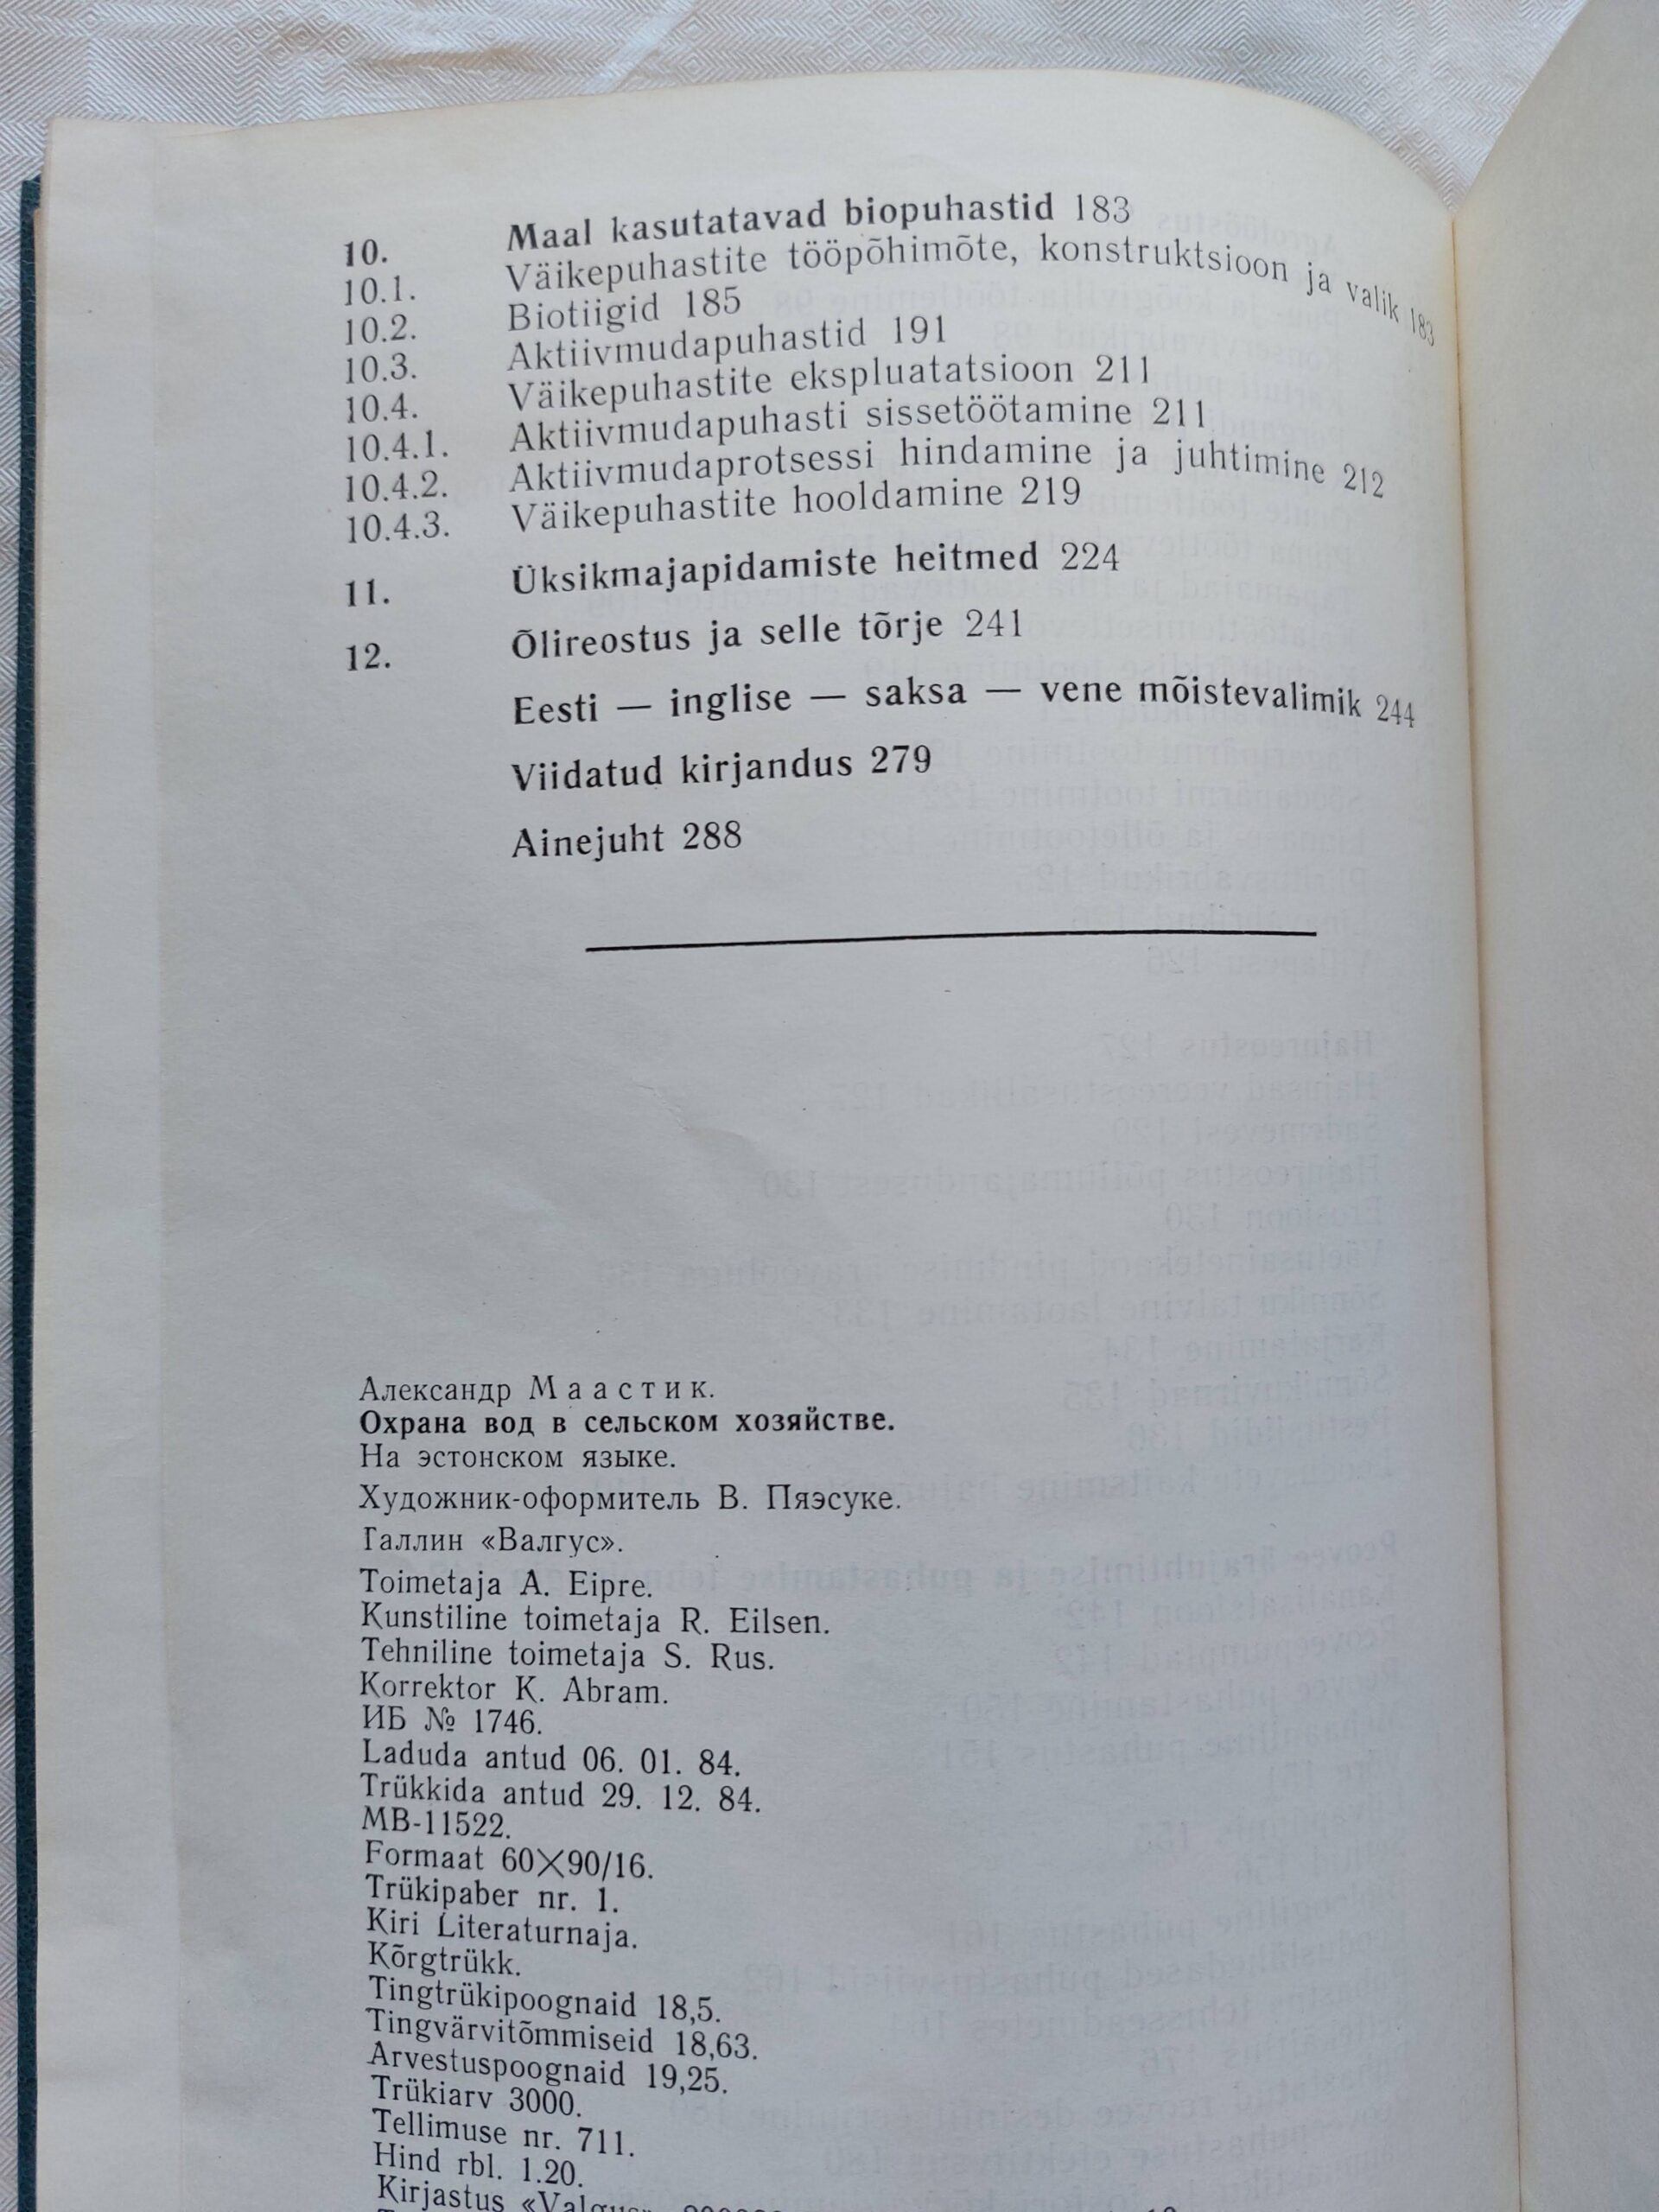 10. Maal kasutatavad biopuhastid 183
10.1. Väikepuhastite tööpõhimõte, konstruktsioon ja valik 183
10.2. Biotiigid 185
10.3. Aktiivmudapuhastid 191
10.4. Väikepuhastite ekspluatatsioon 211
10.4.1. Aktiivmudapuhasti sissetöötamine 211
10.4.2. Aktiivmudaprotsessi hindamine ja juhtimine 212
10.4.3. Väikepuhastite hooldamine 219
11. Üksikmajapidamiste heitmed 224
12. Õlireostus ja selle tõrje 241
Eesti — inglise — saksa — vene mõistevalimik 244
Viidatud kirjandus 279
Ainejuht 288
Александр Маастик.
Охрана вод в сельском хозяйстве.
На эстонском языке.
Художник-оформитель В. Пяэсуке.
Таллин «Валгус».
Toimetaja A. Eipre.
Kunstiline toimetaja R. Eilsen.
Tehniline toimetaja S. Rus.
Korrektor K. Abram.
ИБ № 1746.
Laduda antud 06. 01. 84.
Trükkida antud 29. 12. 84.
MB-11522.
Formaat 60×90/16.
Trükipaber nr. 1.
Kiri Literaturnaja.
Kõrgtrükk.
Tingtrükipoognaid 18,5.
Tingvärvitõmmiseid 18,63.
Arvestuspoognaid 19,25.
Trükiarv 3000.
Tellimuse nr. 711.
Hind rbl. 1.20.
Kirjastus «Valgus»